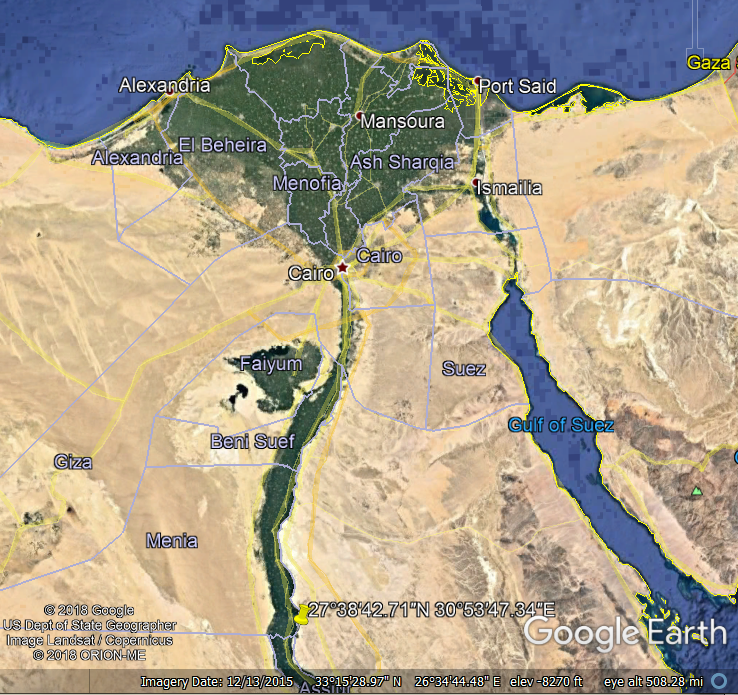 Gaza
Alexandria
Port Said
Mansoura
El Beheira
Alexandria
Ash Sharqia
Menofia
Ismailia
Cairo
Cairo
Faiyum
Suez
Gulf of Suez
Beni Suef
Giza
Menia
27°38'42.71"N 30°53'47.34"E
© 2018 Google
US Dept of State Geographer
Image Landsat / Copernicus
© 2018 ORION-ME
Google Earth
Imagery Date: 12/13/2015 33°15'28.97" N 26°34'44.48" E elev -8270 ft eye alt 508.28 mi